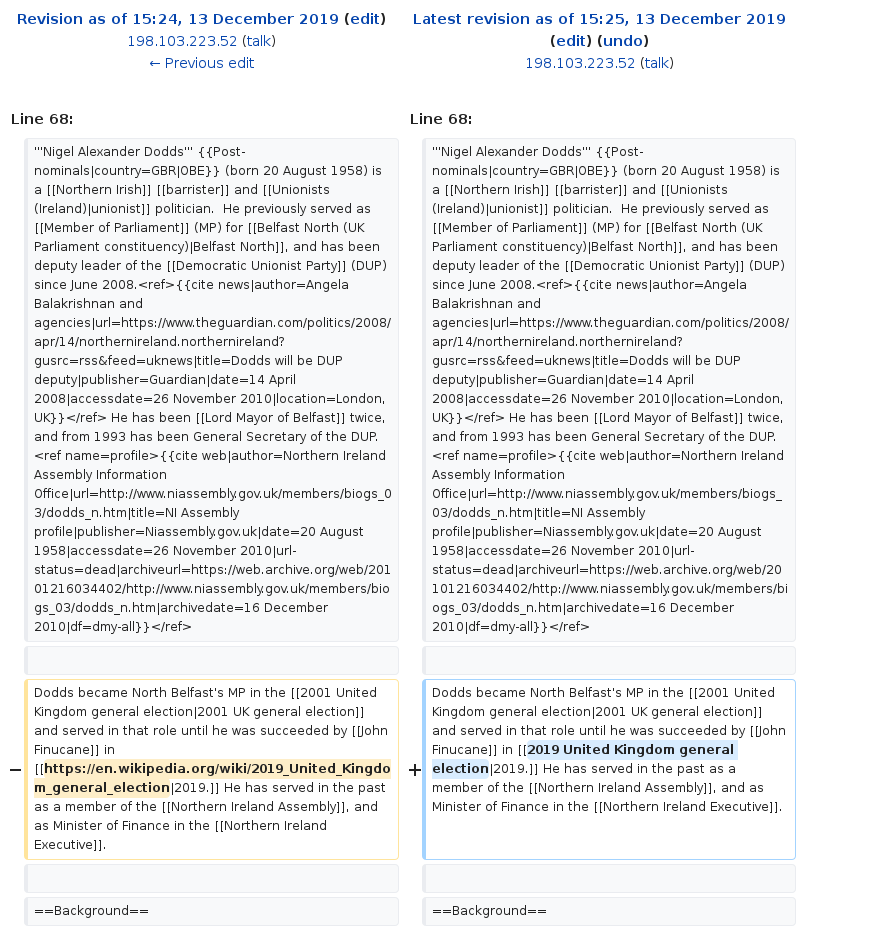 Revision as of 15:24, 13 December 2019 (edit)
198.103.223.52 (talk)
← Previous edit
Latest revision as of 15:25, 13 December 2019
(edit) (undo)
198.103.223.52 (talk)
Line 68:
'''Nigel Alexander Dodds''' {{Post-
nominals|country=GBR|OBE}} (born 20 August 1958) is
a [[Northern Irish]] [[barrister]] and [[Unionists
(Ireland)|unionist]] politician.  He previously served as
[[Member of Parliament]] (MP) for [[Belfast North (UK
Parliament constituency)|Belfast North]], and has been
deputy leader of the [[Democratic Unionist Party]] (DUP)
since June 2008.<ref>{{cite news|author=Angela
Balakrishnan and
agencies|url=https://www.theguardian.com/politics/2008/
apr/14/northernireland.northernireland?
gusrc=rss&feed=uknews|title=Dodds will be DUP
deputy|publisher=Guardian|date=14 April
2008|accessdate=26 November 2010|location=London,
UK}}</ref> He has been [[Lord Mayor of Belfast]] twice,
and from 1993 has been General Secretary of the DUP.
<ref name=profile>{{cite web|author=Northern Ireland
Assembly Information
Office|url=http://www.niassembly.gov.uk/members/biogs_0
3/dodds_n.htm|title=NI Assembly
profile|publisher=Niassembly.gov.uk|date=20 August
1958|accessdate=26 November 2010|url-
status=dead|archiveurl=https://web.archive.org/web/201
01216034402/http://www.niassembly.gov.uk/members/bio
gs_03/dodds_n.htm|archivedate=16 December
2010|df=dmy-all}}</ref>
Dodds became North Belfast's MP in the [[2001 United
Kingdom general election|2001 UK general election]]
and served in that role until he was succeeded by [[John
Finucane]] in
−
[[https://en.wikipedia.org/wiki/2019_United_Kingdo
m_general_election|2019.]] He has served in the past
as a member of the [[Northern Ireland Assembly]], and
as Minister of Finance in the [[Northern Ireland
Executive]].
==Background==
Line 68:
'''Nigel Alexander Dodds''' {{Post-
nominals|country=GBR|OBE}} (born 20 August 1958) is
a [[Northern Irish]] [[barrister]] and [[Unionists
(Ireland)|unionist]] politician.  He previously served as
[[Member of Parliament]] (MP) for [[Belfast North (UK
Parliament constituency)|Belfast North]], and has been
deputy leader of the [[Democratic Unionist Party]] (DUP)
since June 2008.<ref>{{cite news|author=Angela
Balakrishnan and
agencies|url=https://www.theguardian.com/politics/2008/
apr/14/northernireland.northernireland?
gusrc=rss&feed=uknews|title=Dodds will be DUP
deputy|publisher=Guardian|date=14 April
2008|accessdate=26 November 2010|location=London,
UK}}</ref> He has been [[Lord Mayor of Belfast]] twice,
and from 1993 has been General Secretary of the DUP.
<ref name=profile>{{cite web|author=Northern Ireland
Assembly Information
Office|url=http://www.niassembly.gov.uk/members/biogs_
03/dodds_n.htm|title=NI Assembly
profile|publisher=Niassembly.gov.uk|date=20 August
1958|accessdate=26 November 2010|url-
status=dead|archiveurl=https://web.archive.org/web/20
101216034402/http://www.niassembly.gov.uk/members/bi
ogs_03/dodds_n.htm|archivedate=16 December
2010|df=dmy-all}}</ref>
Dodds became North Belfast's MP in the [[2001 United
Kingdom general election|2001 UK general election]]
and served in that role until he was succeeded by [[John
Finucane]] in [[2019 United Kingdom general
+
election|2019.]] He has served in the past as a
member of the [[Northern Ireland Assembly]], and as
Minister of Finance in the [[Northern Ireland Executive]].
==Background==